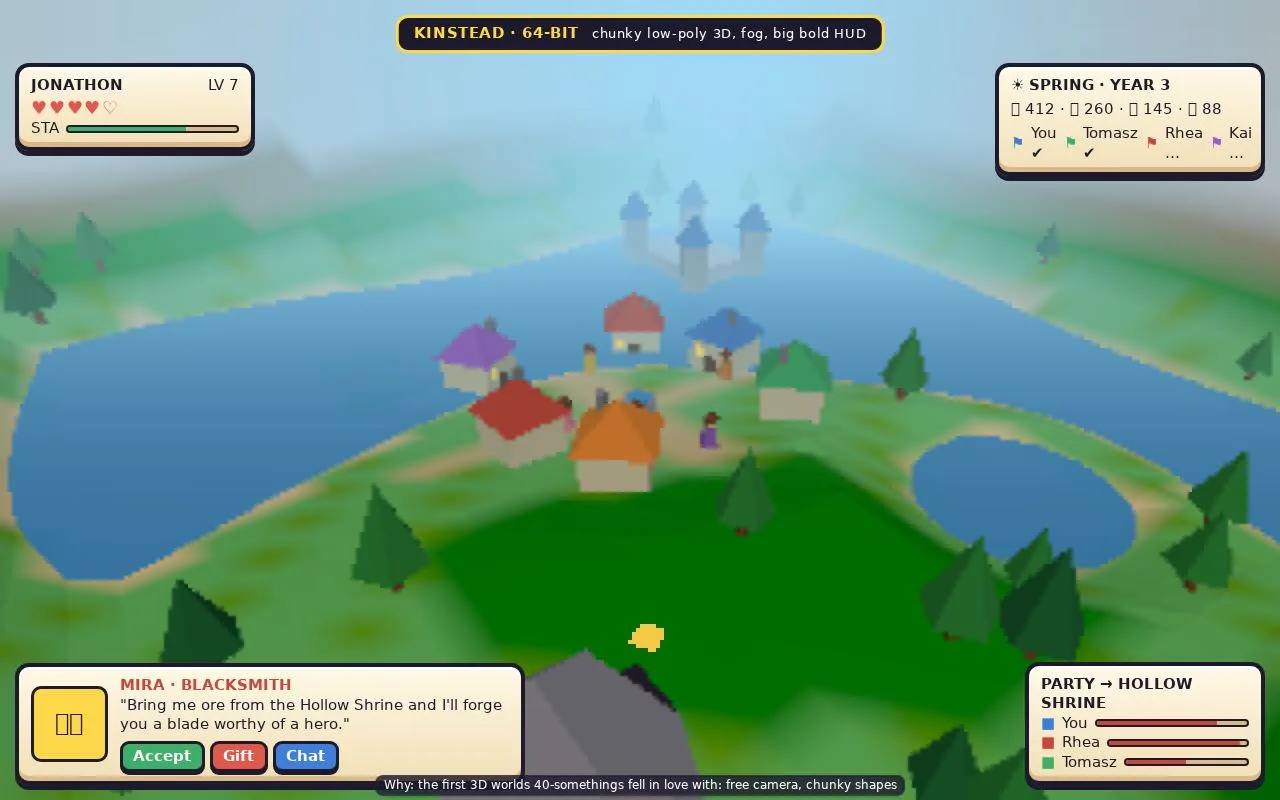 KINSTEAD · 64-BIT chunky low-poly 3D, fog, big bold HUD
JONATHON LV 7
STA
☀ SPRING · YEAR 3
412 · 260 · 145 · 88
You ✔ Tomasz ✔ Rhea ... Kai ...
MIRA · BLACKSMITH
"Bring me ore from the Hollow Shrine and I'll forge
you a blade worthy of a hero."
Accept Gift Chat
PARTY → HOLLOW
SHRINE
You
Rhea
Tomasz
Why: the first 3D worlds 40-somethings fell in love with: free camera, chunky shapes